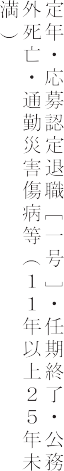 定年・応募認定退職［一号］・任期終了・公務
外死亡・通勤災害傷病等（１１年以上２５年未
満）